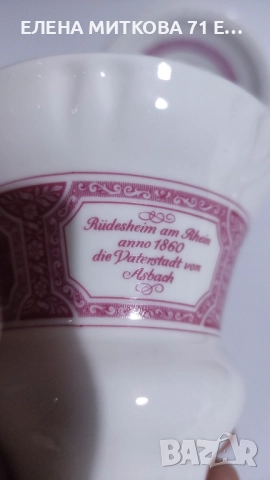 ЕЛЕНА МИТКОВА 71 Е...
Rüdesheim am Rhein
anno 1860
die Vaterstadt von
Asbach
BAZAR